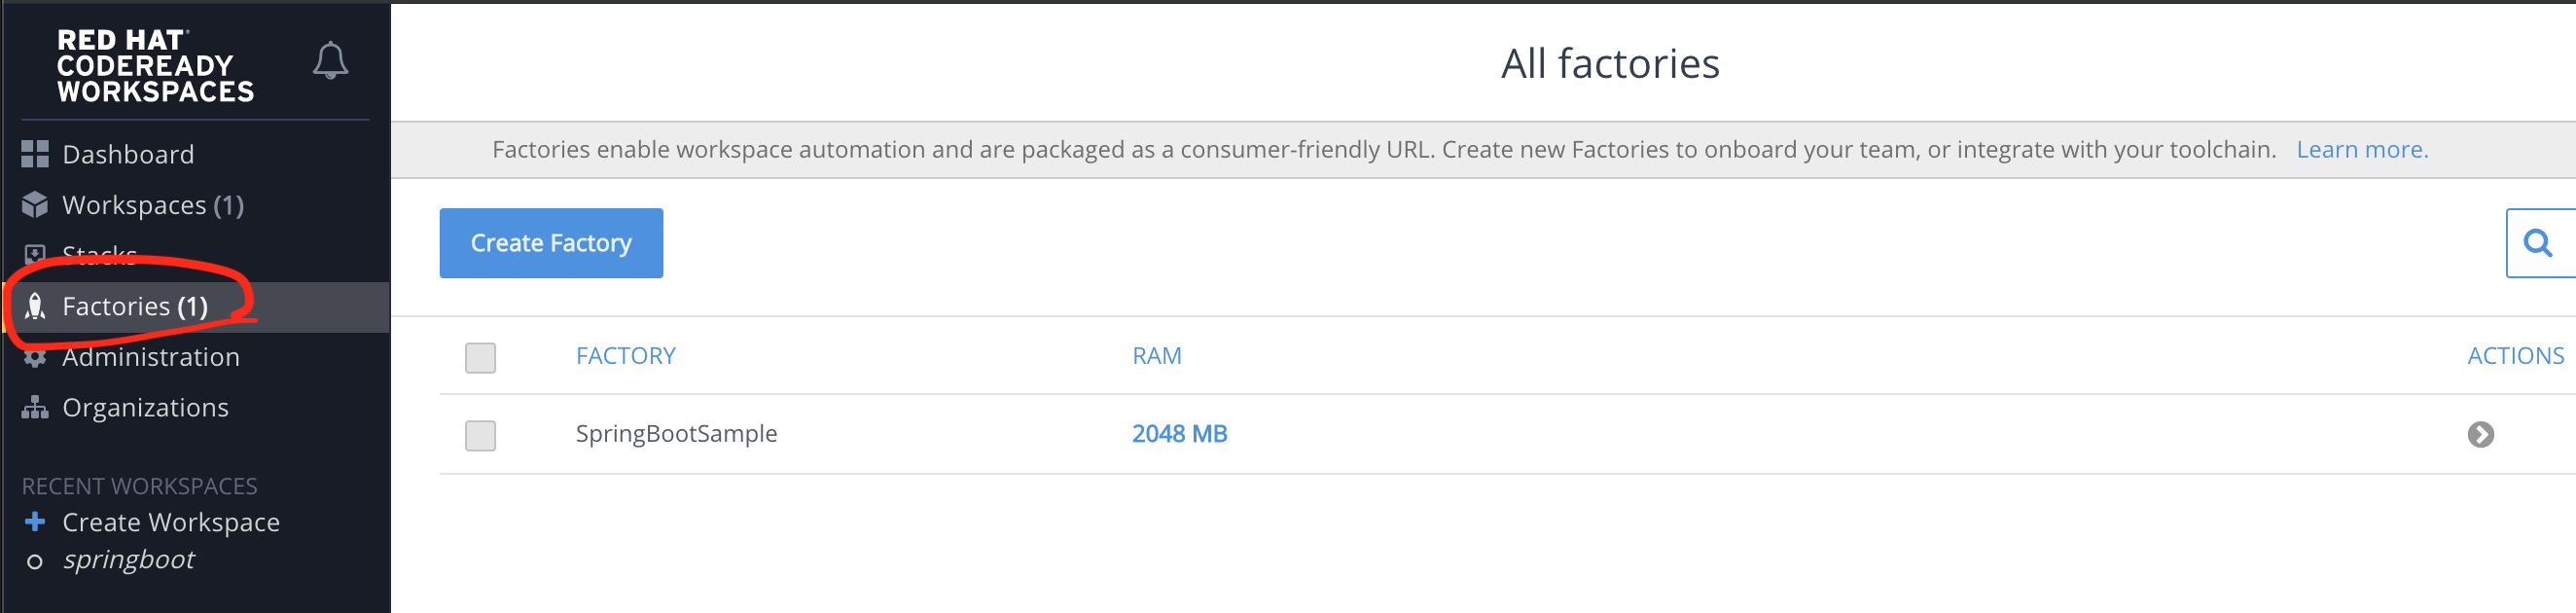 RED HAT®
CODEREADY
WORKSPACES
Dashboard
Workspaces (1)
Stacks
Factories (1)
Administration
Organizations
RECENT WORKSPACES
Create Workspace
springboot
All factories
Factories enable workspace automation and are packaged as a consumer-friendly URL. Create new Factories to onboard your team, or integrate with your toolchain. Learn more.
Create Factory
FACTORY RAM ACTIONS
SpringBootSample 2048 MB